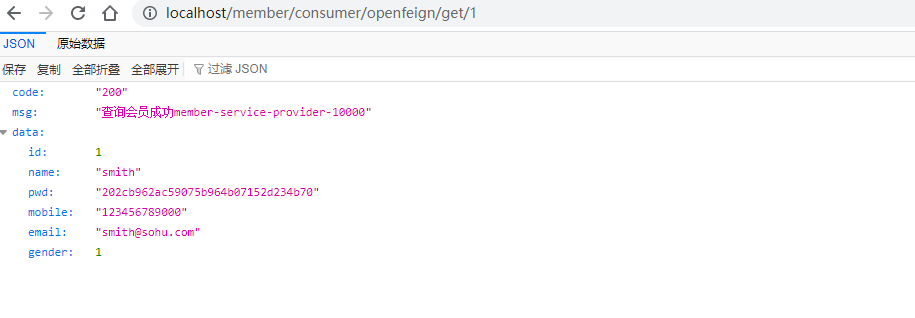 localhost/member/consumer/openfeign/get/1
JSON 原始数据
保存 复制 全部折叠 全部展开 过滤 JSON
code: "200"
msg: "查询会员成功member-service-provider-10000"
data:
id: 1
name: "smith"
pwd: "202cb962ac59075b964b07152d234b70"
mobile: "123456789000"
email: "smith@sohu.com"
gender: 1